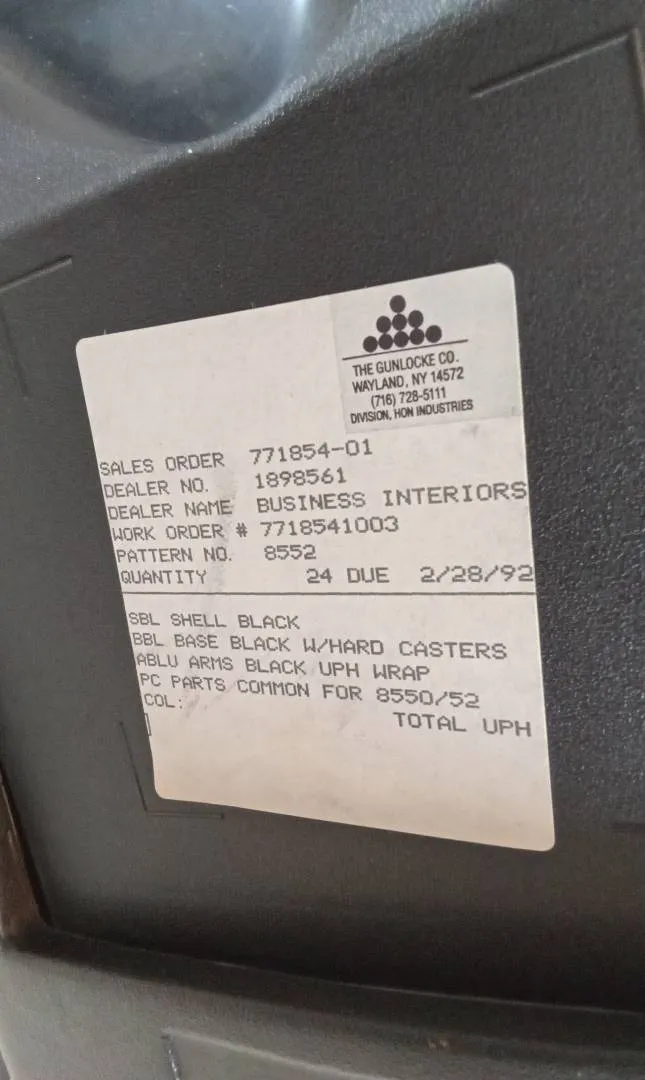 THE GUNLOCKE CO.
WAYLAND, NY 14572
(716) 728-5111
DIVISION, HON INDUSTRIES
SALES ORDER 771854-01
DEALER NO. 1898561
DEALER NAME BUSINESS INTERIORS
WORK ORDER # 7718541003
PATTERN NO. 8552
QUANTITY 24 DUE 2/28/92
SBL SHELL BLACK
BBL BASE BLACK W/HARD CASTERS
ABLU ARMS BLACK UPH WRAP
PC PARTS COMMON FOR 8550/52
COL:
TOTAL UPH